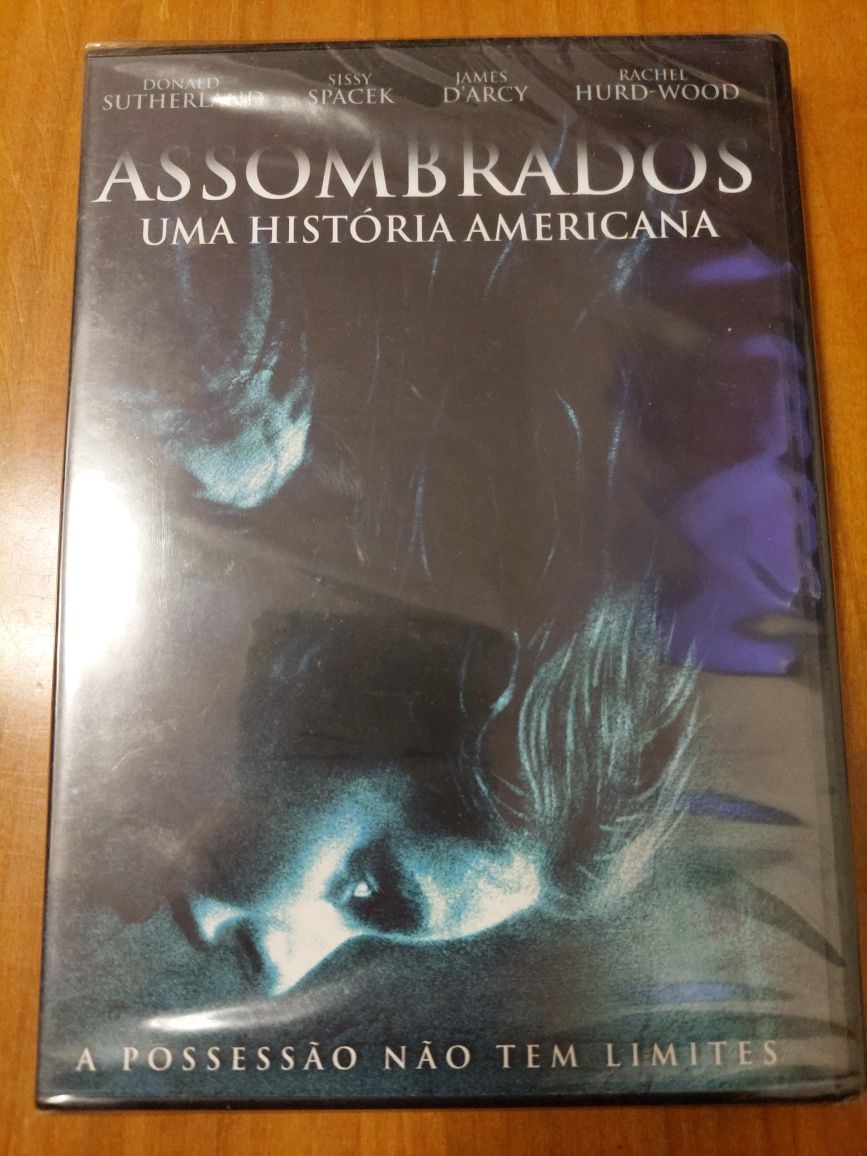 DONALD SISSY JAMES RACHEL
SUTHERLAND SPACEK D'ARCY HURD-WOOD
ASSOMBRADOS
UMA HISTÓRIA AMERICANA
A POSSESSÃO NÃO TEM LIMITES